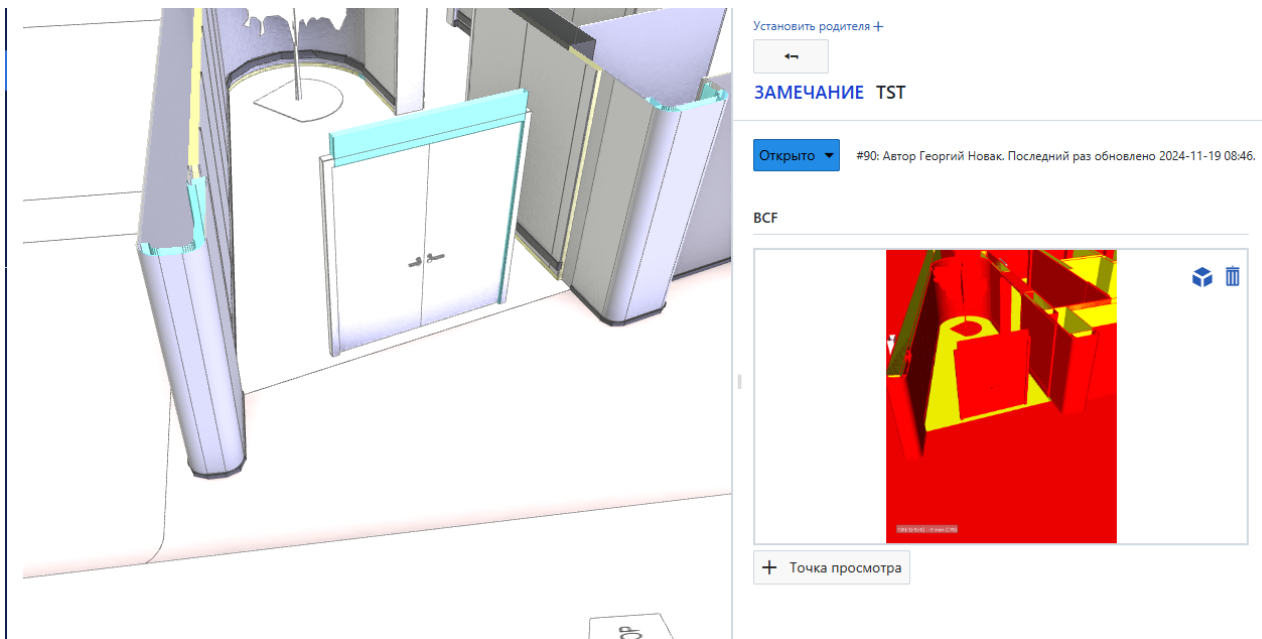 Установить родителя +
ЗАМЕЧАНИЕ TST
Открыто #90: Автор Георгий Новак. Последний раз обновлено 2024-11-19 08:46.
BCF
+ Точка просмотра